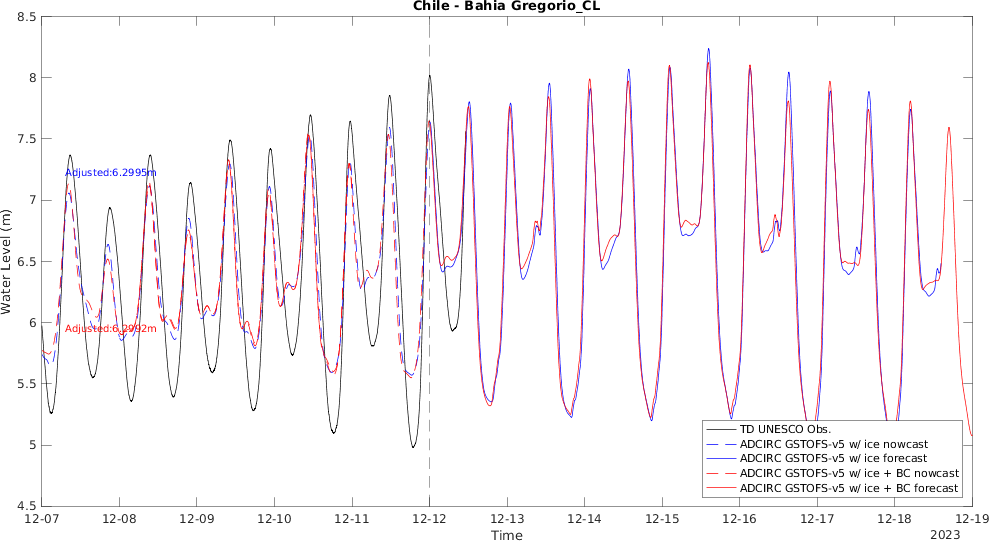 Chile - Bahia Gregorio_CL
8.5
8
7.5
7
6.5
6
5.5
5
4.5
Water Level (m)
Adjusted:6.2995m
Adjusted:6.2992m
TD UNESCO Obs.
ADCIRC GSTOFS-v5 w/ ice nowcast
ADCIRC GSTOFS-v5 w/ ice forecast
ADCIRC GSTOFS-v5 w/ ice + BC nowcast
ADCIRC GSTOFS-v5 w/ ice + BC forecast
12-07 12-08 12-09 12-10 12-11 12-12 12-13 12-14 12-15 12-16 12-17 12-18 12-19
Time
2023